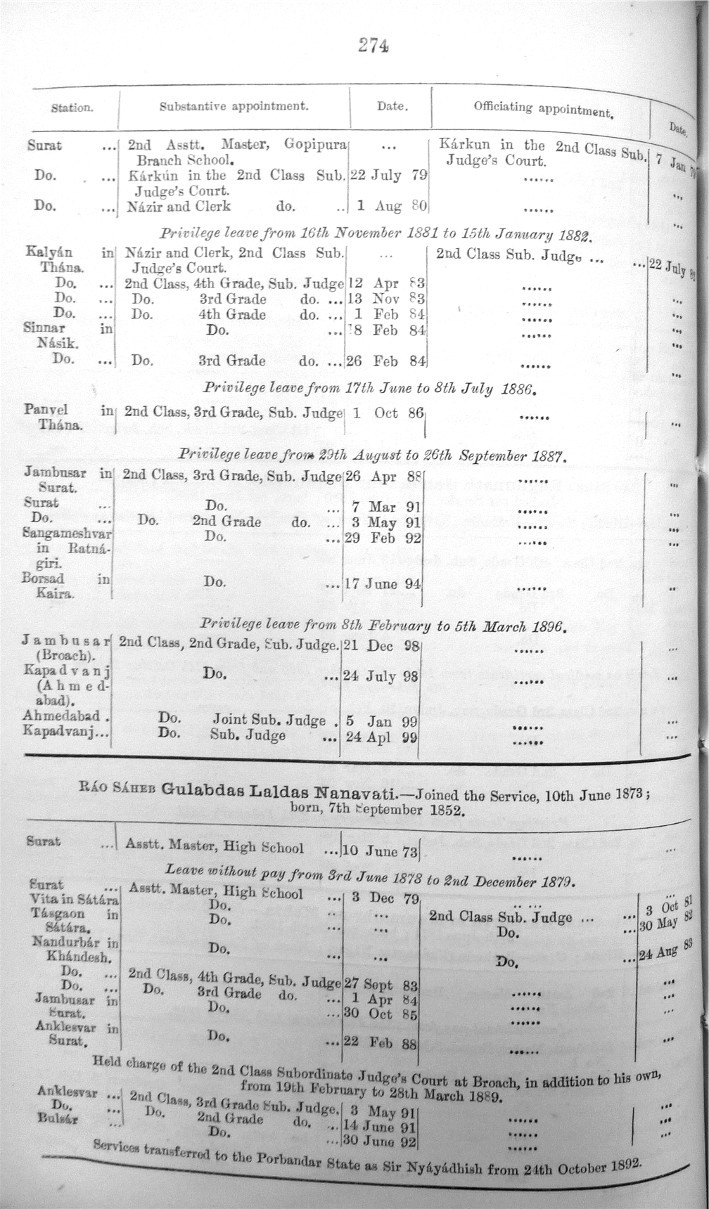 274
Station. Substantive appointment. Date. Officiating appointment. Date.
Surat ... 2nd Asstt. Master, Gopipura ... Kárkun in the 2nd Class Sub. 7 Jan
Branch School. Judge's Court.
Do. ... Kárkún in the 2nd Class Sub. 22 July 79 ...... ...
Judge's Court.
Do. ... Názir and Clerk do. .. 1 Aug 80 ...... ...
Privilege leave from 16th November 1881 to 15th January 1882.
Kalyán in Názir and Clerk, 2nd Class Sub. ... 2nd Class Sub. Judge ... ... 22 July
Thána. Judge's Court.
Do. ... 2nd Class, 4th Grade, Sub. Judge 12 Apr 83 ...... ...
Do. ... Do. 3rd Grade do. ... 13 Nov 83 ...... ...
Do. ... Do. 4th Grade do. ... 1 Feb 84 ...... ...
Sinnar in Do. ... 8 Feb 84 ...... ...
Násik.
Do. ... Do. 3rd Grade do. ... 26 Feb 84 ...... ...
Privilege leave from 17th June to 8th July 1886.
Panvel in 2nd Class, 3rd Grade, Sub. Judge 1 Oct 86 ...... ...
Thána.
Privilege leave from 29th August to 26th September 1887.
Jambusar in 2nd Class, 3rd Grade, Sub. Judge 26 Apr 88 ...... ...
Surat.
Surat ... Do. ... 7 Mar 91 ...... ...
Do. ... Do. 2nd Grade do. ... 3 May 91 ...... ...
Sangameshvar Do. ... 29 Feb 92 ...... ...
in Ratná-
giri.
Borsad in Do. ... 17 June 94 ...... ..
Kaira.
Privilege leave from 8th February to 5th March 1896.
Jambusar 2nd Class, 2nd Grade, Sub. Judge. 21 Dec 98 ...... ...
(Broach).
Kapadvanj Do. ... 24 July 98 ...... ...
(Ahmed-
abad).
Ahmedabad . Do. Joint Sub. Judge . 5 Jan 99 ...... ...
Kapadvanj... Do. Sub. Judge ... 24 Apl 99 ...... ...
RÁO SÁHEB Gulabdas Laldas Nanavati.—Joined the Service, 10th June 1873;
born, 7th September 1852.
Surat ... Asstt. Master, High School ... 10 June 73 ...... ...
Leave without pay from 3rd June 1878 to 2nd December 1879.
Surat ... Asstt. Master, High School ... 3 Dec 79 ... ... ...
Vita in Sátára Do. ... ... 2nd Class Sub. Judge ... ... 3 Oct 81
Tásgaon in Do. ... ... Do. ... 30 May 82
Sátára.
Nandurbár in Do. ... ... Do. ... 24 Aug 83
Khándesh.
Do. ... 2nd Class, 4th Grade, Sub. Judge 27 Sept 83 ...... ...
Do. ... Do. 3rd Grade do. ... 1 Apr 84 ...... ...
Jambusar in Do. ... 30 Oct 85 ...... ...
Surat.
Anklesvar in Do. ... 22 Feb 88 ...... ...
Surat.
Held charge of the 2nd Class Subordinate Judge's Court at Broach, in addition to his own,
from 19th February to 28th March 1889.
Anklesvar ... 2nd Class, 3rd Grade Sub. Judge. 3 May 91 ...... ...
Do. ... Do. 2nd Grade do. ... 14 June 91 ...... ...
Bulsár ... Do. ... 30 June 92 ...... ...
Services transferred to the Porbandar State as Sir Nyáyádhish from 24th October 1892.